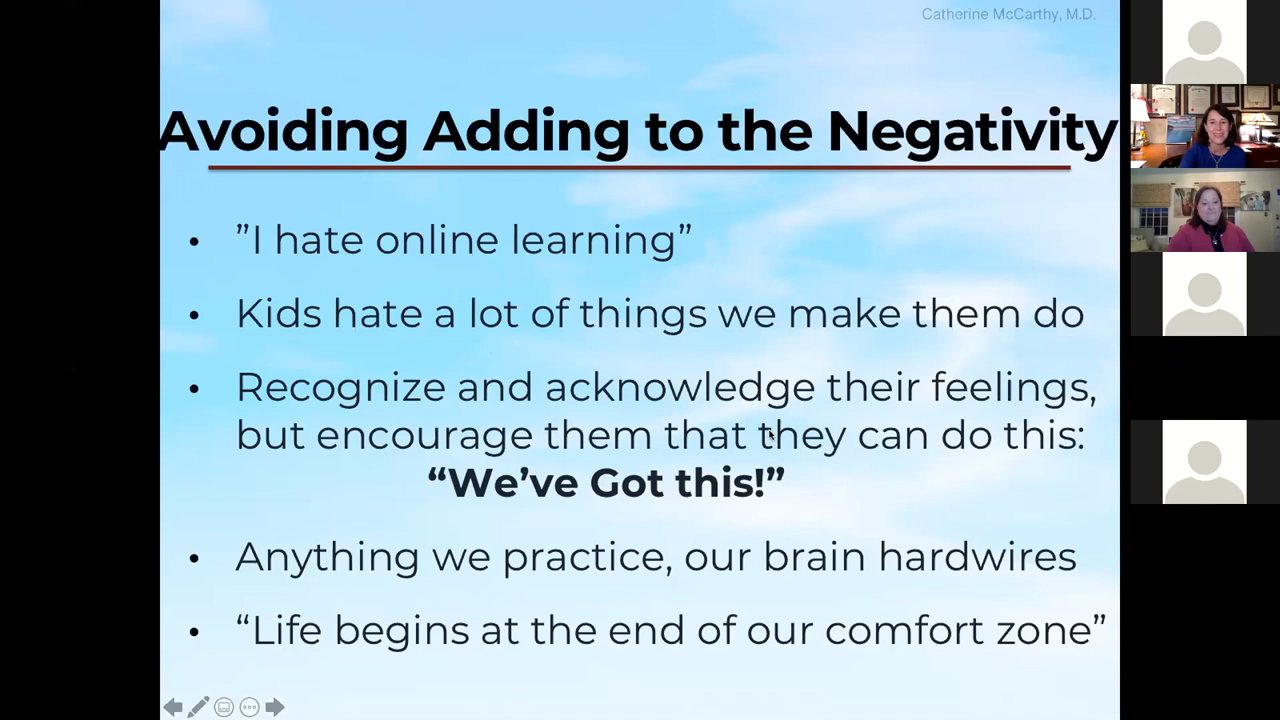 Catherine McCarthy, M.D.
Avoiding Adding to the Negativity
• ”I hate online learning”
• Kids hate a lot of things we make them do
• Recognize and acknowledge their feelings,
but encourage them that they can do this:
“We’ve Got this!”
• Anything we practice, our brain hardwires
• “Life begins at the end of our comfort zone”